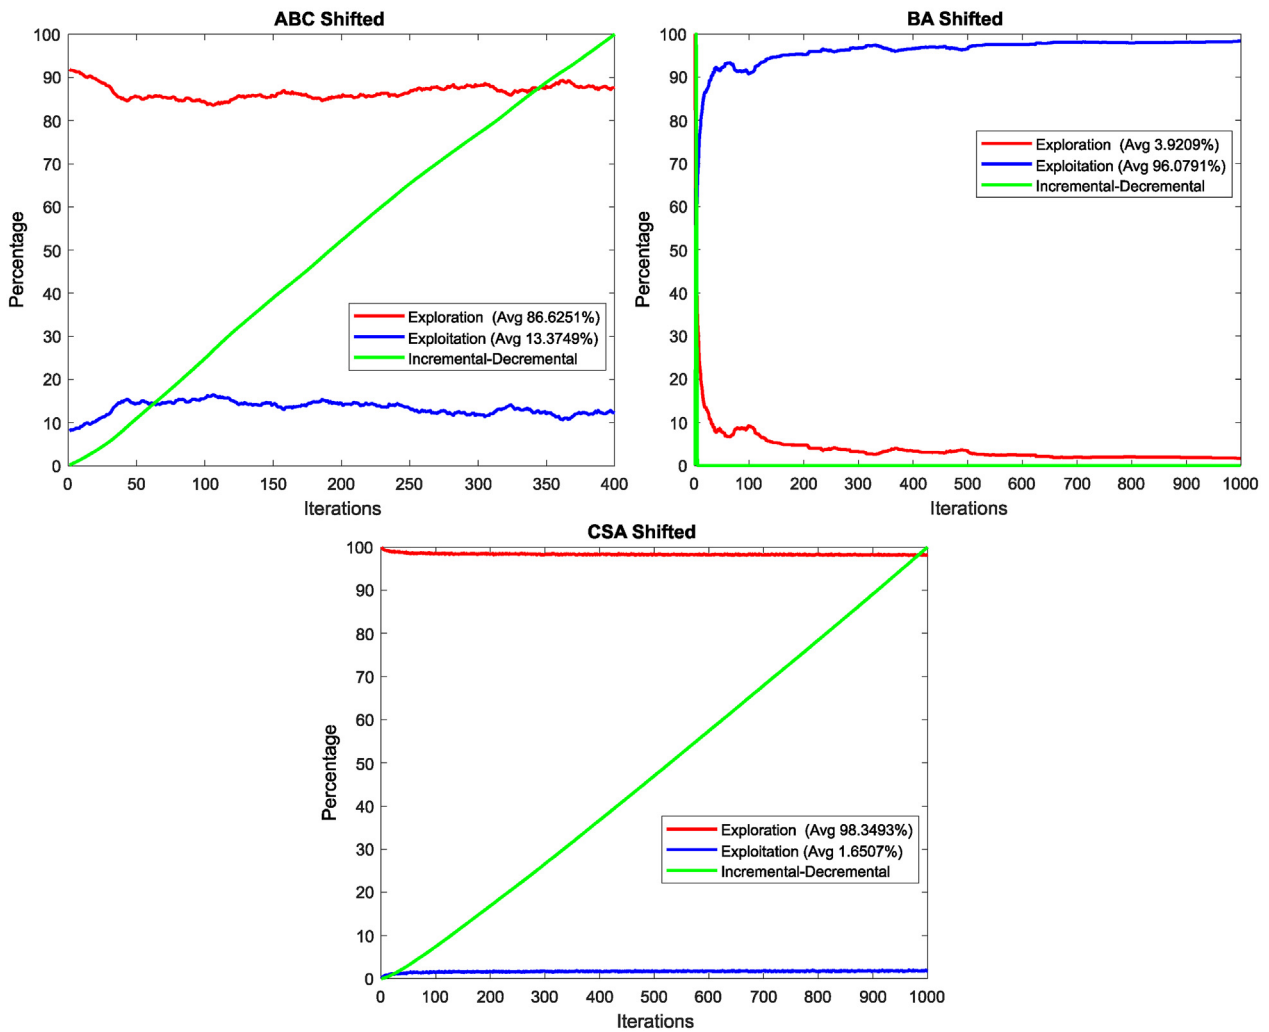 ABC Shifted
100
90
80
70
60
50
40
30
20
10
0
Percentage
Exploration (Avg 86.6251%)
Exploitation (Avg 13.3749%)
Incremental-Decremental
0 50 100 150 200 250 300 350 400
Iterations
BA Shifted
100
90
80
70
60
50
40
30
20
10
0
Percentage
Exploration (Avg 3.9209%)
Exploitation (Avg 96.0791%)
Incremental-Decremental
0 100 200 300 400 500 600 700 800 900 1000
Iterations
CSA Shifted
100
90
80
70
60
50
40
30
20
10
0
Percentage
Exploration (Avg 98.3493%)
Exploitation (Avg 1.6507%)
Incremental-Decremental
0 100 200 300 400 500 600 700 800 900 1000
Iterations